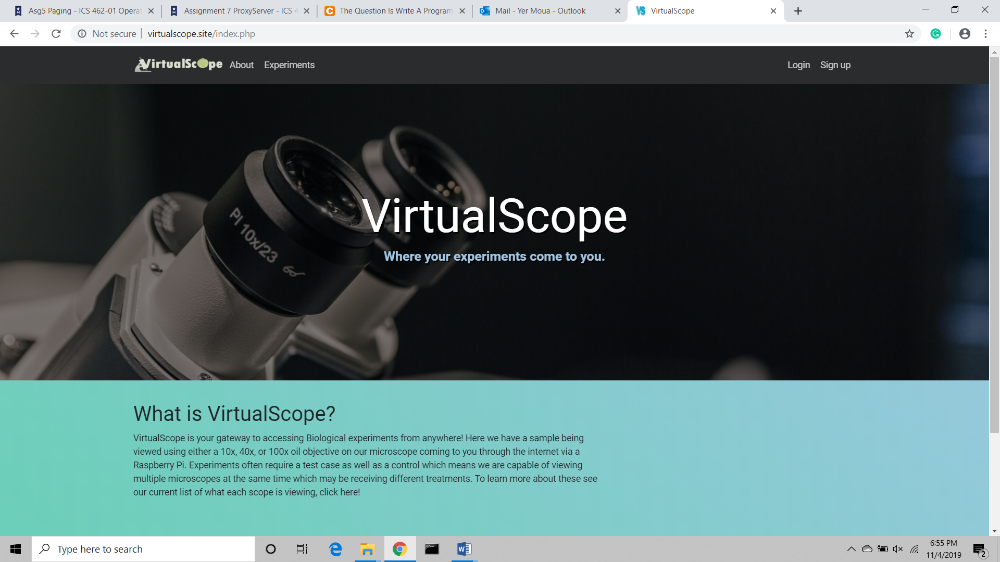 Asg5 Paging - ICS 462-01 Operat
Assignment 7 ProxyServer - ICS 4
The Question Is Write A Program
Mail - Yer Moua - Outlook
VirtualScope
Not secure
virtualscope.site/index.php
VirtualScope
About
Experiments
Login
Sign up
PI 10x/23
VirtualScope
Where your experiments come to you.
What is VirtualScope?
VirtualScope is your gateway to accessing Biological experiments from anywhere! Here we have a sample being
viewed using either a 10x, 40x, or 100x oil objective on our microscope coming to you through the internet via a
Raspberry Pi. Experiments often require a test case as well as a control which means we are capable of viewing
multiple microscopes at the same time which may be receiving different treatments. To learn more about these see
our current list of what each scope is viewing, click here!
Type here to search
6:55 PM
11/4/2019
2